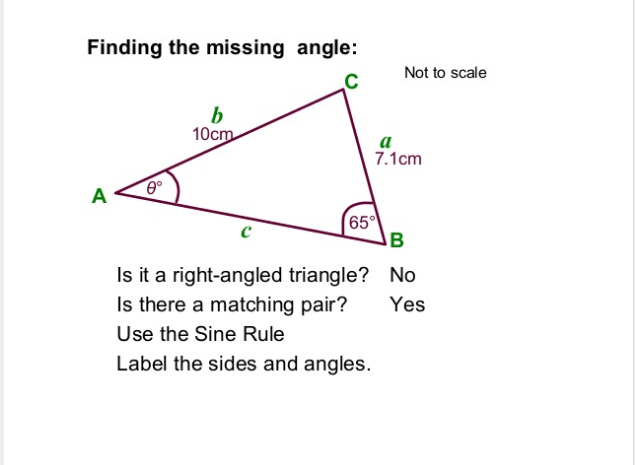 Finding the missing angle:
Not to scale
C
b
10cm
a
7.1cm
A
θ°
65°
c
B
Is it a right-angled triangle? No
Is there a matching pair? Yes
Use the Sine Rule
Label the sides and angles.